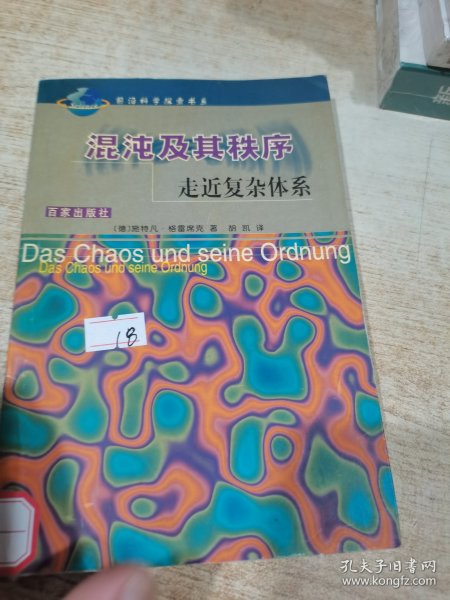 前沿科学探索书系
混沌及其秩序
走近复杂体系
百家出版社
〔德〕施特凡·格雷席克 著 胡 凯 译
Das Chaos und seine Ordnung
Das Chaos und seine Ordnung
18
孔夫子旧书网
www.kongfz.com